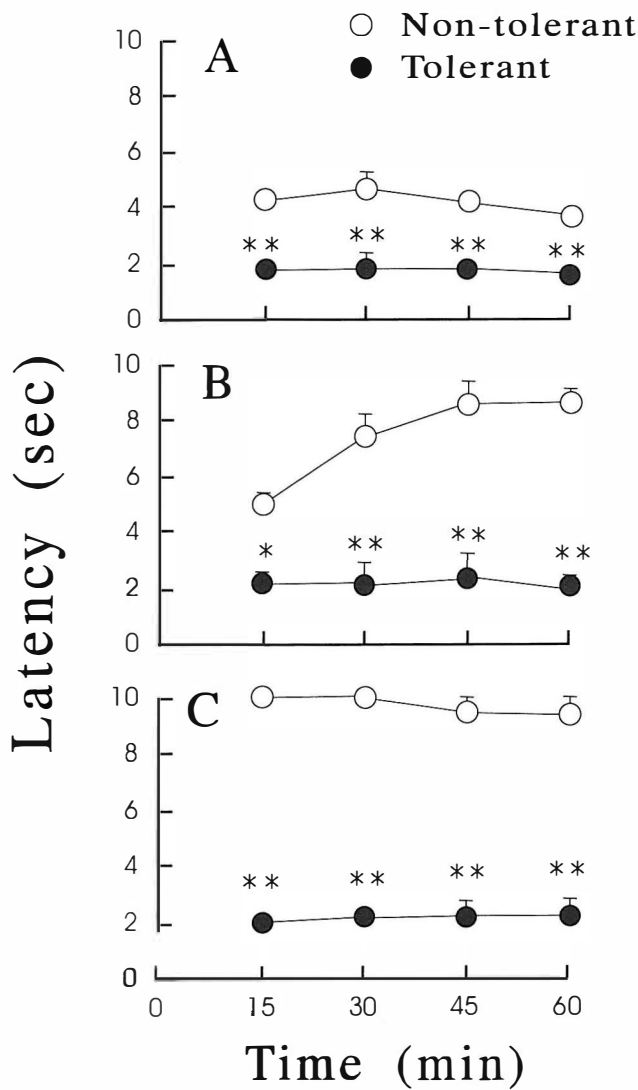 Non-tolerant
Tolerant
A
10
8
6
4
2
0
** ** ** **
B
10
8
6
4
2
0
* ** ** **
C
10
8
6
4
2
0
** ** ** **
0 15 30 45 60
Latency (sec)
Time (min)